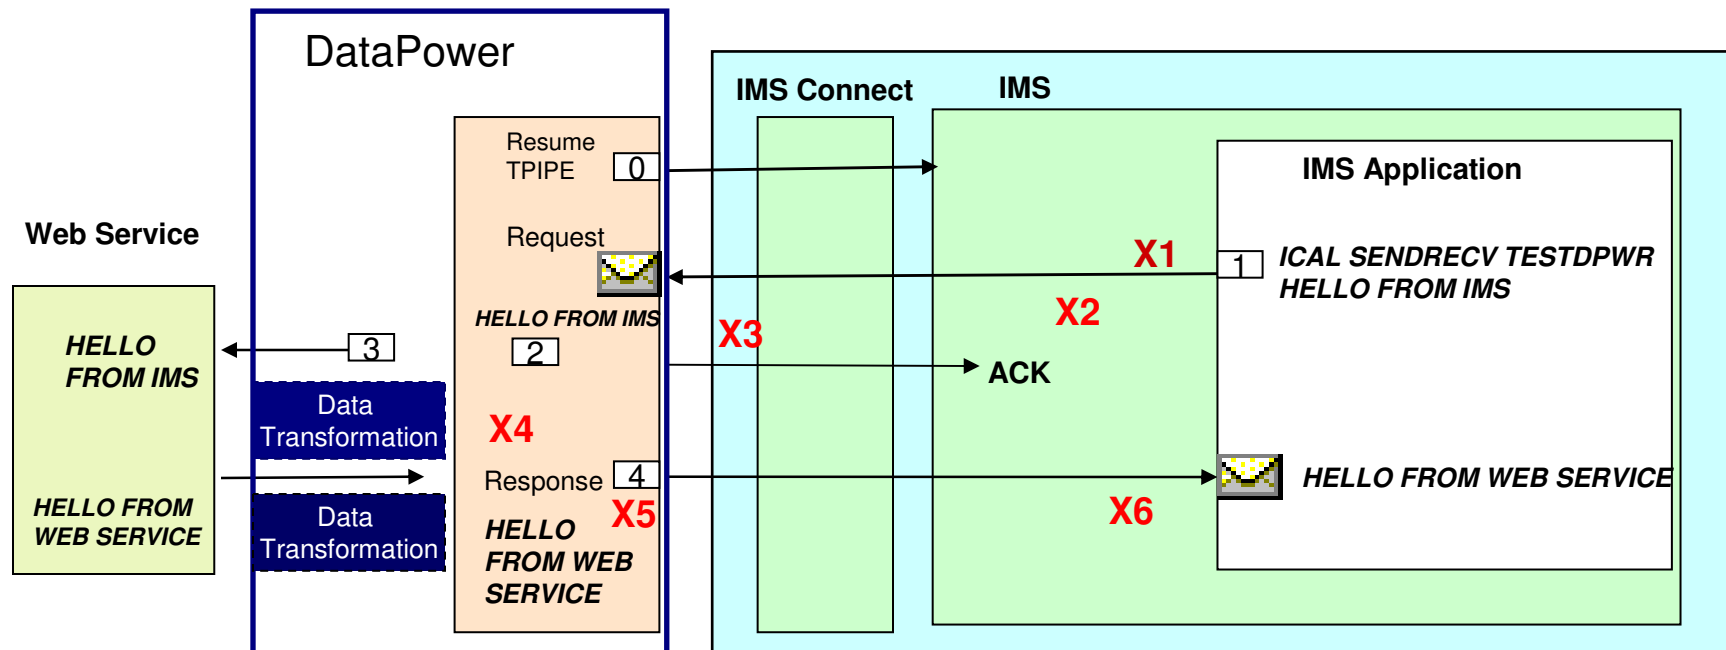 DataPower
IMS Connect
IMS
Resume
TPIPE
0
IMS Application
Web Service
Request
X1
1
ICAL SENDRECV TESTDPWR
HELLO FROM IMS
X2
HELLO FROM IMS
X3
2
3
HELLO
FROM IMS
ACK
Data
Transformation
X4
Response
4
HELLO FROM WEB SERVICE
X5
X6
HELLO FROM
WEB SERVICE
Data
Transformation
HELLO
FROM WEB
SERVICE